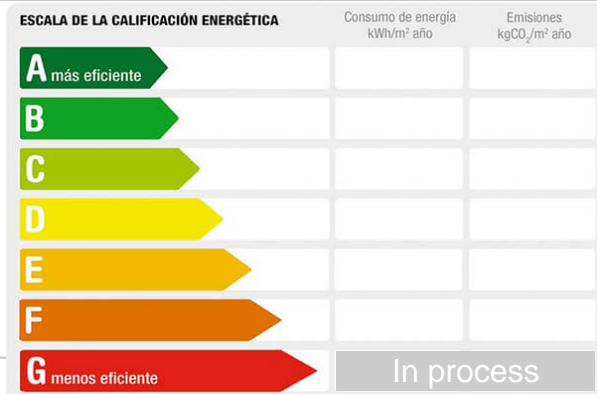 ESCALA DE LA CALIFICACIÓN ENERGÉTICA
Consumo de energía
kWh/m² año
Emisiones
kgCO₂/m² año
A más eficiente
B
C
D
E
F
G menos eficiente
In process